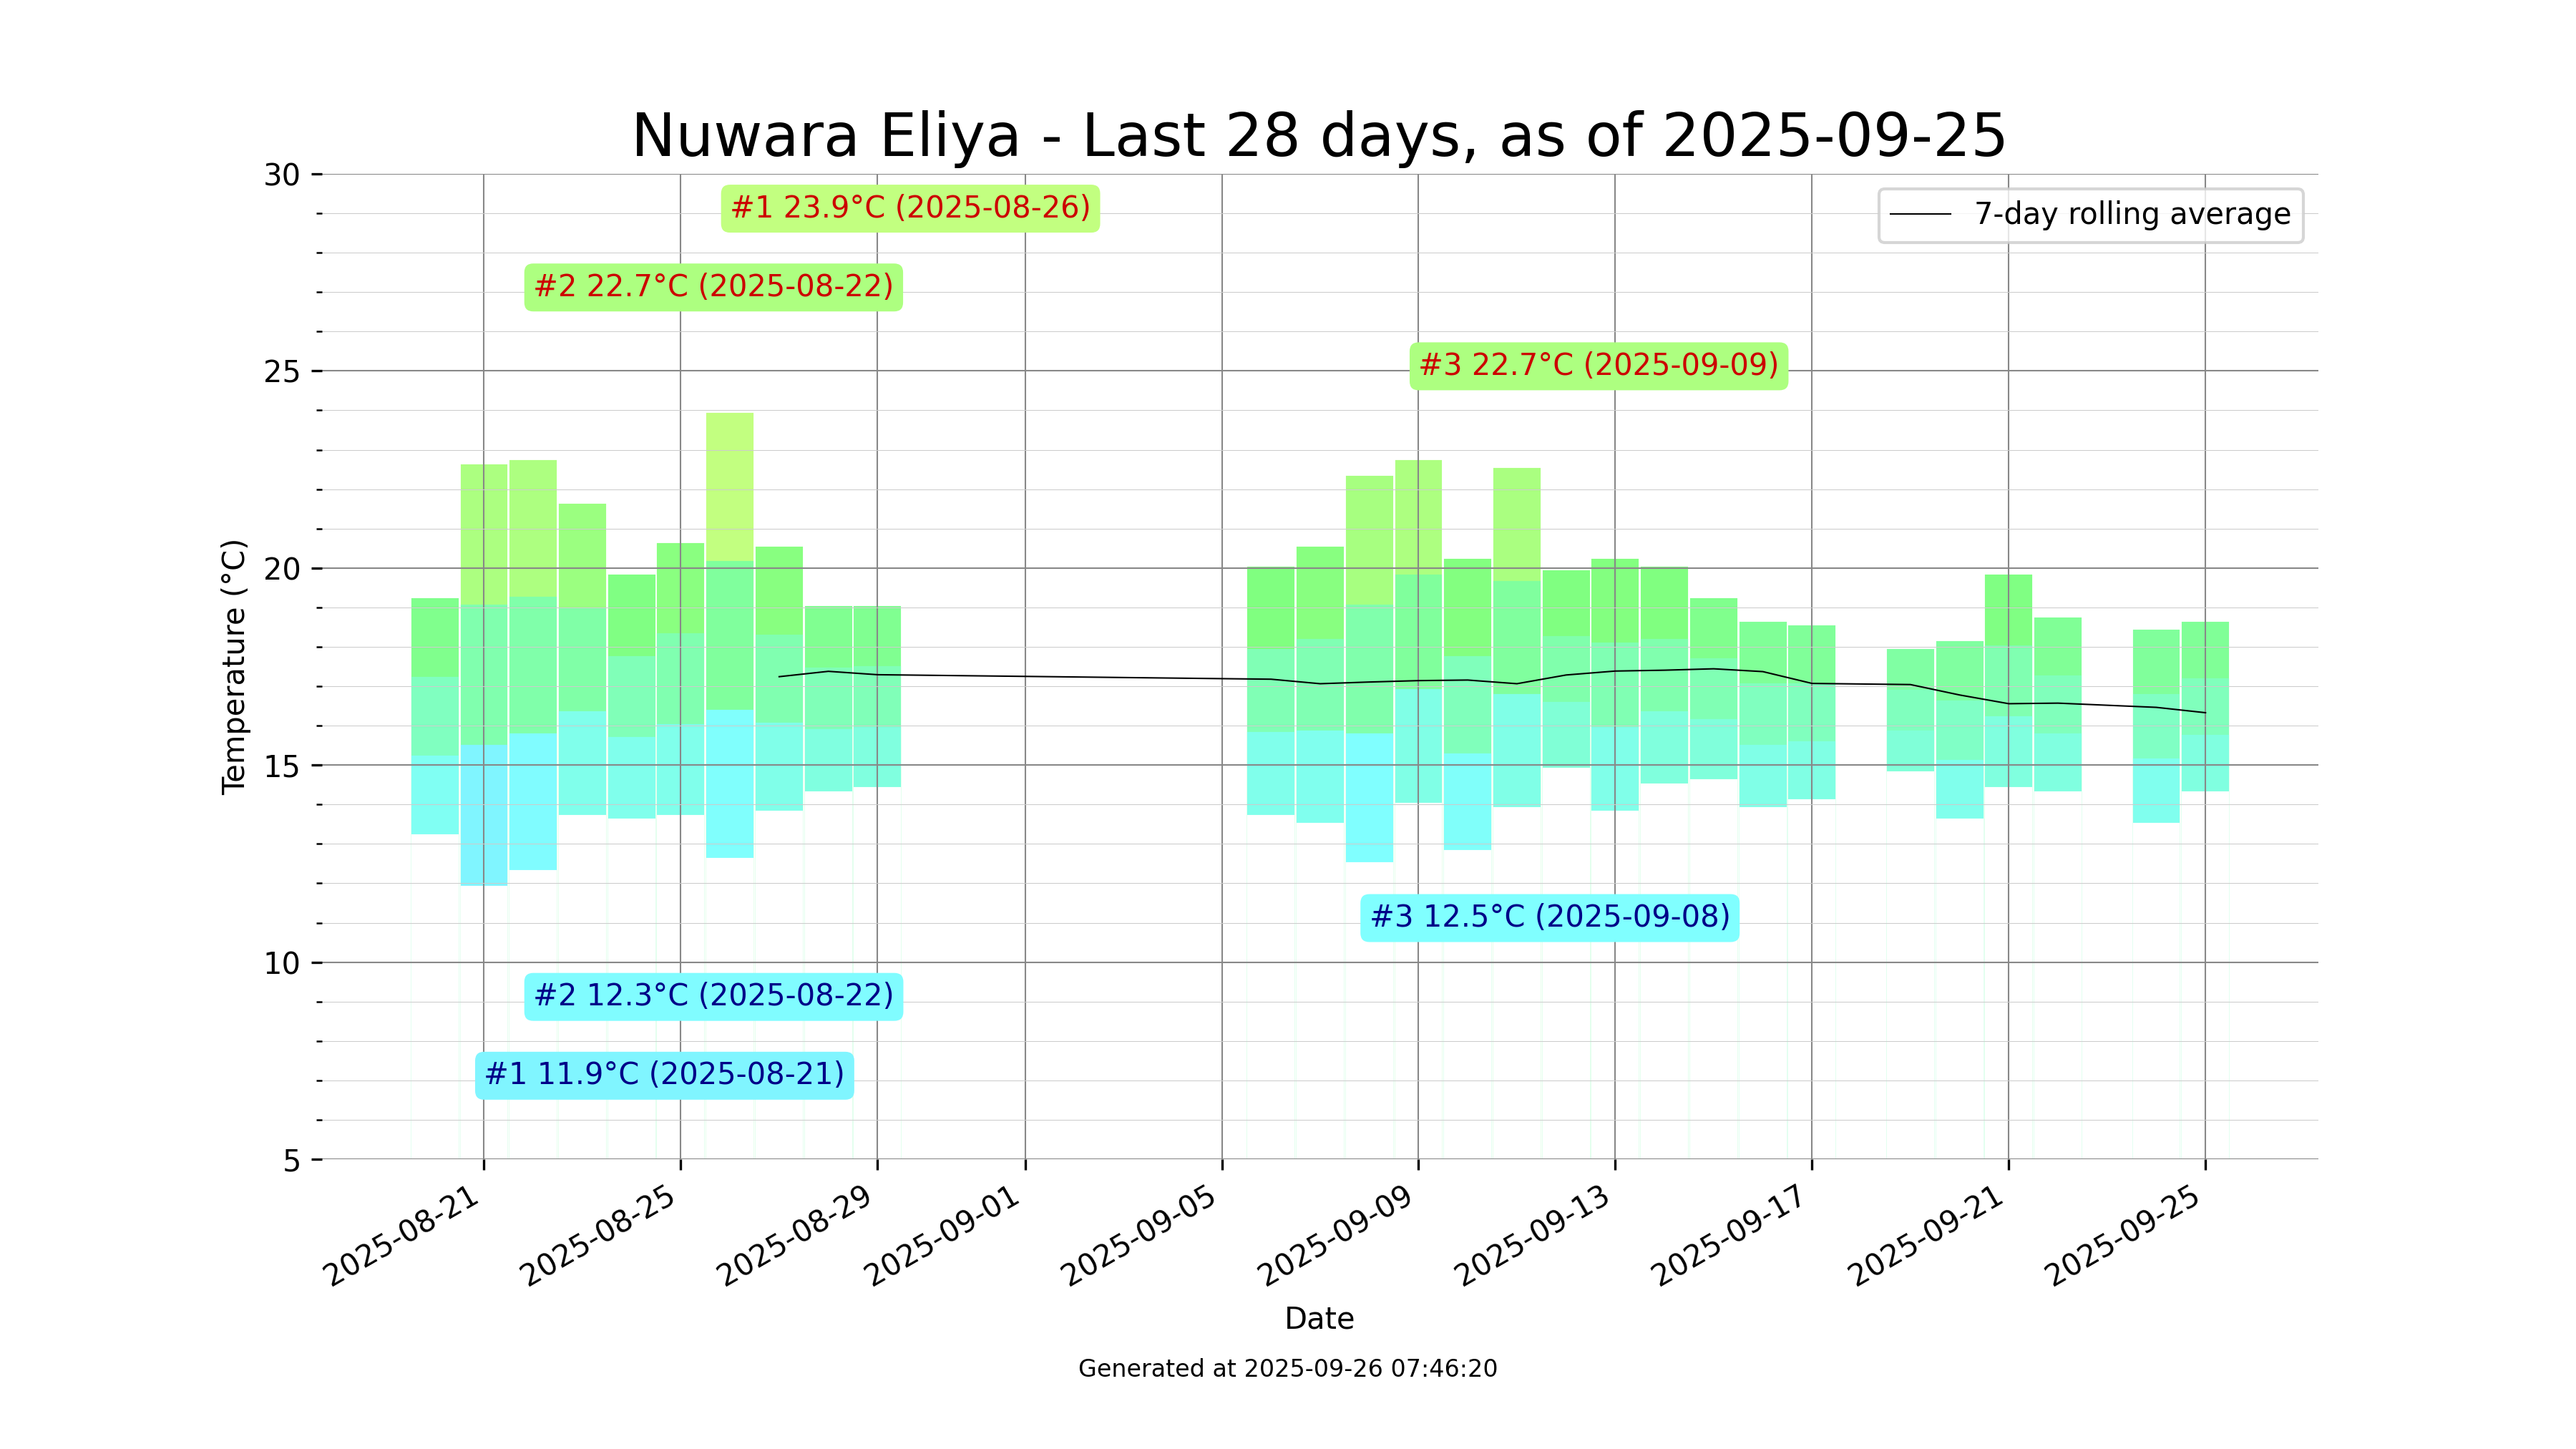 Nuwara Eliya - Last 28 days, as of 2025-09-25
30
25
20
15
10
5
Temperature (°C)
#1 23.9°C (2025-08-26)
7-day rolling average
#2 22.7°C (2025-08-22)
#3 22.7°C (2025-09-09)
#3 12.5°C (2025-09-08)
#2 12.3°C (2025-08-22)
#1 11.9°C (2025-08-21)
2025-08-21
2025-08-25
2025-08-29
2025-09-01
2025-09-05
2025-09-09
2025-09-13
2025-09-17
2025-09-21
2025-09-25
Date
Generated at 2025-09-26 07:46:20